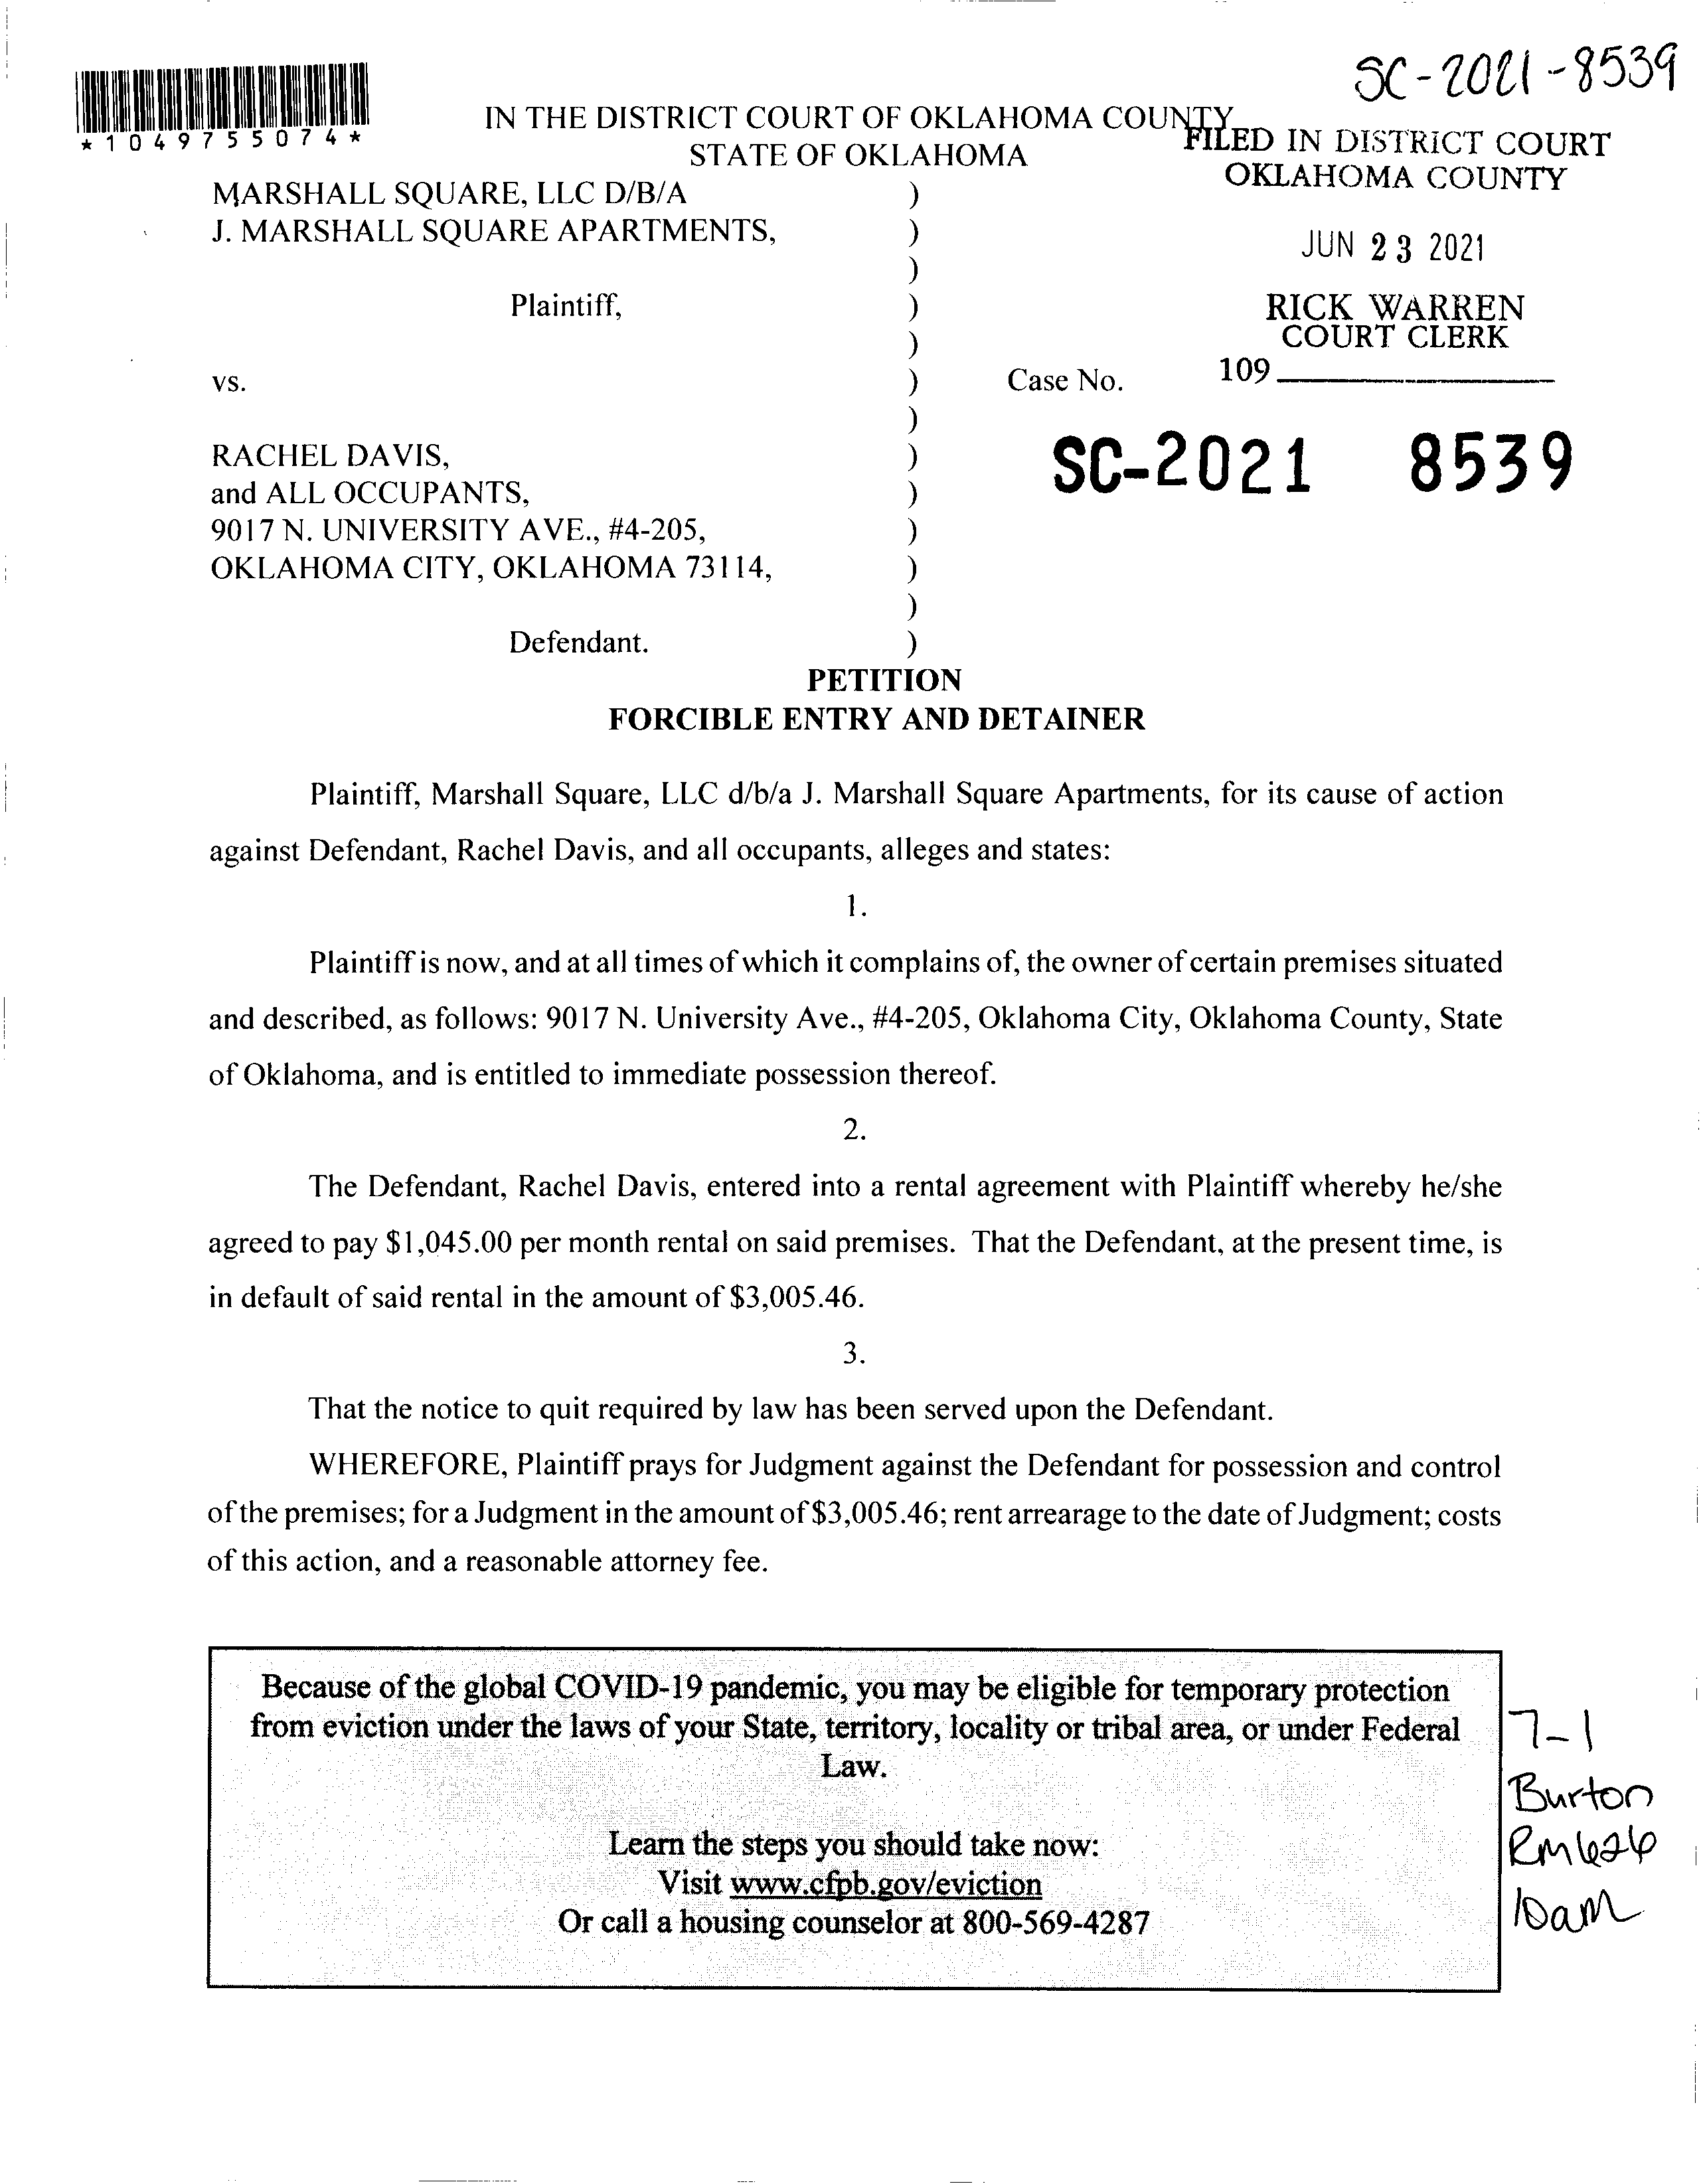 SC-2021-8539
*1049755074*
IN THE DISTRICT COURT OF OKLAHOMA COUNTY
STATE OF OKLAHOMA
FILED IN DISTRICT COURT
OKLAHOMA COUNTY
JUN 23 2021
RICK WARREN
COURT CLERK
109
MARSHALL SQUARE, LLC D/B/A )
J. MARSHALL SQUARE APARTMENTS, )
)
Plaintiff, )
)
vs. ) Case No.
)
SC-2021 8539
RACHEL DAVIS, )
and ALL OCCUPANTS, )
9017 N. UNIVERSITY AVE., #4-205, )
OKLAHOMA CITY, OKLAHOMA 73114, )
)
Defendant. )
PETITION
FORCIBLE ENTRY AND DETAINER
Plaintiff, Marshall Square, LLC d/b/a J. Marshall Square Apartments, for its cause of action
against Defendant, Rachel Davis, and all occupants, alleges and states:
1.
Plaintiff is now, and at all times of which it complains of, the owner of certain premises situated
and described, as follows: 9017 N. University Ave., #4-205, Oklahoma City, Oklahoma County, State
of Oklahoma, and is entitled to immediate possession thereof.
2.
The Defendant, Rachel Davis, entered into a rental agreement with Plaintiff whereby he/she
agreed to pay $1,045.00 per month rental on said premises. That the Defendant, at the present time, is
in default of said rental in the amount of $3,005.46.
3.
That the notice to quit required by law has been served upon the Defendant.
WHEREFORE, Plaintiff prays for Judgment against the Defendant for possession and control
of the premises; for a Judgment in the amount of $3,005.46; rent arrearage to the date of Judgment; costs
of this action, and a reasonable attorney fee.
Because of the global COVID-19 pandemic, you may be eligible for temporary protection
from eviction under the laws of your State, territory, locality or tribal area, or under Federal
Law.
Learn the steps you should take now:
Visit www.cfpb.gov/eviction
Or call a housing counselor at 800-569-4287
7-1
Burton
Rm 626
10am